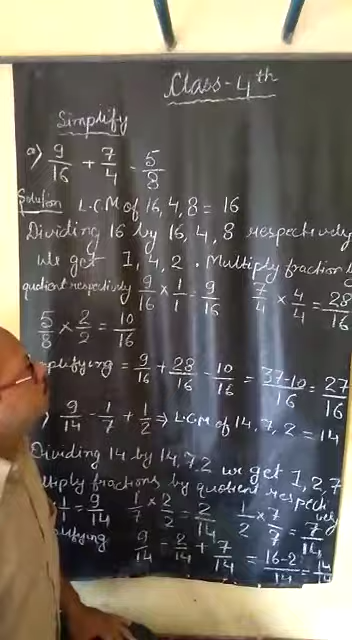 Class-4th
Simplify
a) 9/16 + 7/4 - 5/8
Solution L.C.M of 16, 4, 8 = 16
Dividing 16 by 16, 4, 8 respectively
we get 1, 4, 2. Multiply fraction by
quotient respectively 9/16 × 1/1 = 9/16 7/4 × 4/4 = 28/16
5/8 × 2/2 = 10/16
mplifying = 9/16 + 28/16 - 10/16 = 37-10/16 = 27/16
) 9/14 - 1/7 + 1/2 ⇒ L.C.M of 14, 7, 2 = 14
Dividing 14 by 14, 7, 2 we get 1, 2, 7
ltiply fractions by quotient respectively
1/1 = 9/14 1/7 × 2/2 = 2/14 1/2 × 7/7 = 7/14
lifying 9/14 - 2/14 + 7/14 = 16-2/14 = 14/14